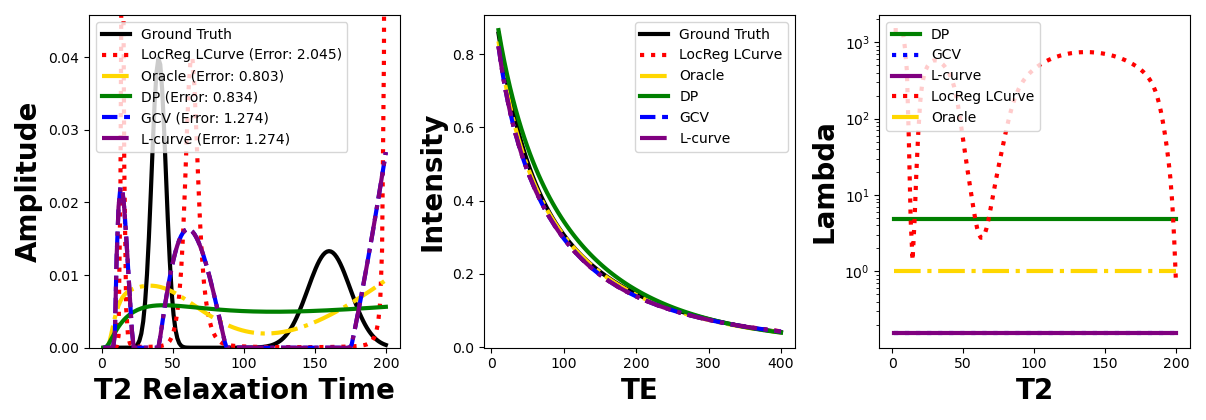 0.04
0.03
0.02
0.01
0.00
0
50
100
150
200
Amplitude
T2 Relaxation Time
Ground Truth
LocReg LCurve (Error: 2.045)
Oracle (Error: 0.803)
DP (Error: 0.834)
GCV (Error: 1.274)
L-curve (Error: 1.274)
0.8
0.6
0.4
0.2
0.0
0
100
200
300
400
Intensity
TE
Ground Truth
LocReg LCurve
Oracle
DP
GCV
L-curve
10³
10²
10¹
10⁰
0
50
100
150
200
Lambda
T2
DP
GCV
L-curve
LocReg LCurve
Oracle